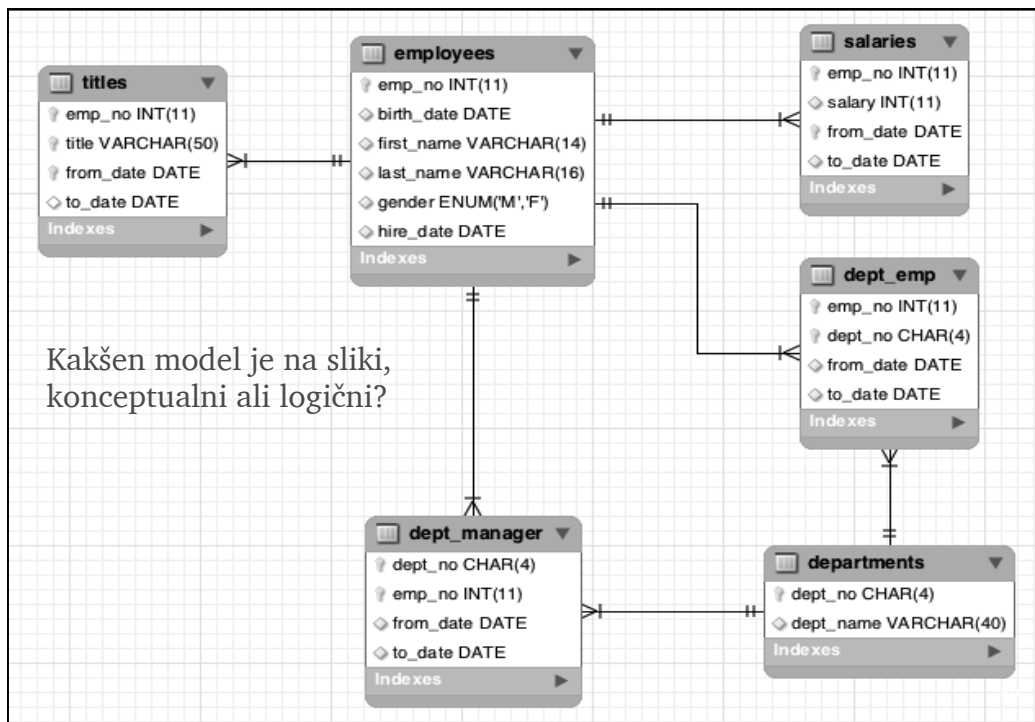 titles
emp_no INT(11)
title VARCHAR(50)
from_date DATE
to_date DATE
Indexes
employees
emp_no INT(11)
birth_date DATE
first_name VARCHAR(14)
last_name VARCHAR(16)
gender ENUM('M','F')
hire_date DATE
Indexes
salaries
emp_no INT(11)
salary INT(11)
from_date DATE
to_date DATE
Indexes
dept_emp
emp_no INT(11)
dept_no CHAR(4)
from_date DATE
to_date DATE
Indexes
Kakšen model je na sliki,
konceptualni ali logični?
dept_manager
dept_no CHAR(4)
emp_no INT(11)
from_date DATE
to_date DATE
Indexes
departments
dept_no CHAR(4)
dept_name VARCHAR(40)
Indexes